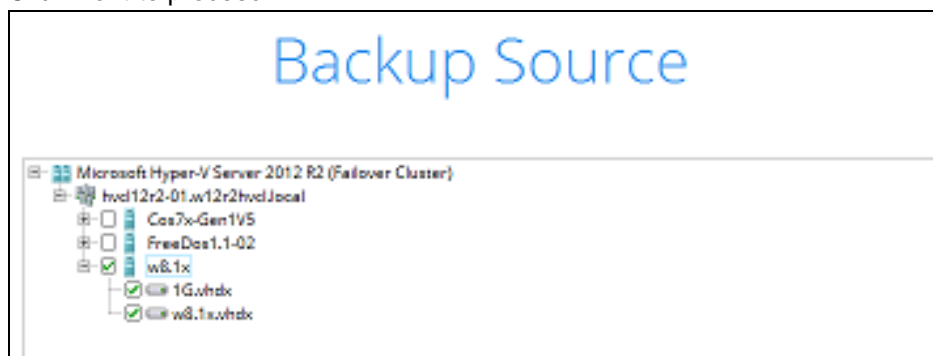 Backup Source
Microsoft Hyper-V Server 2012 R2 (Failover Cluster)
hvcl12r2-01.w12r2hvcl.local
Cos7x-Gen1V5
FreeDos1.1-02
w8.1x
1G.vhdx
w8.1x.vhdx